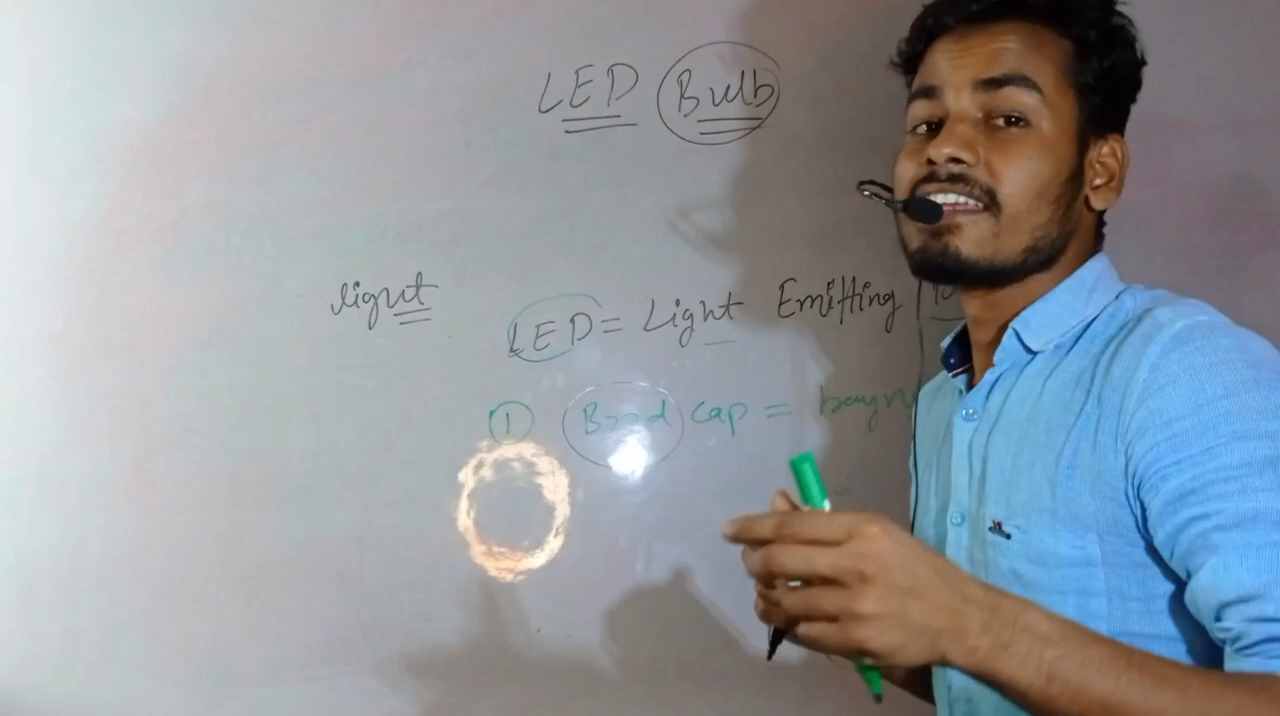 LED Bulb
light
LED = Light Emitting
① Cap =